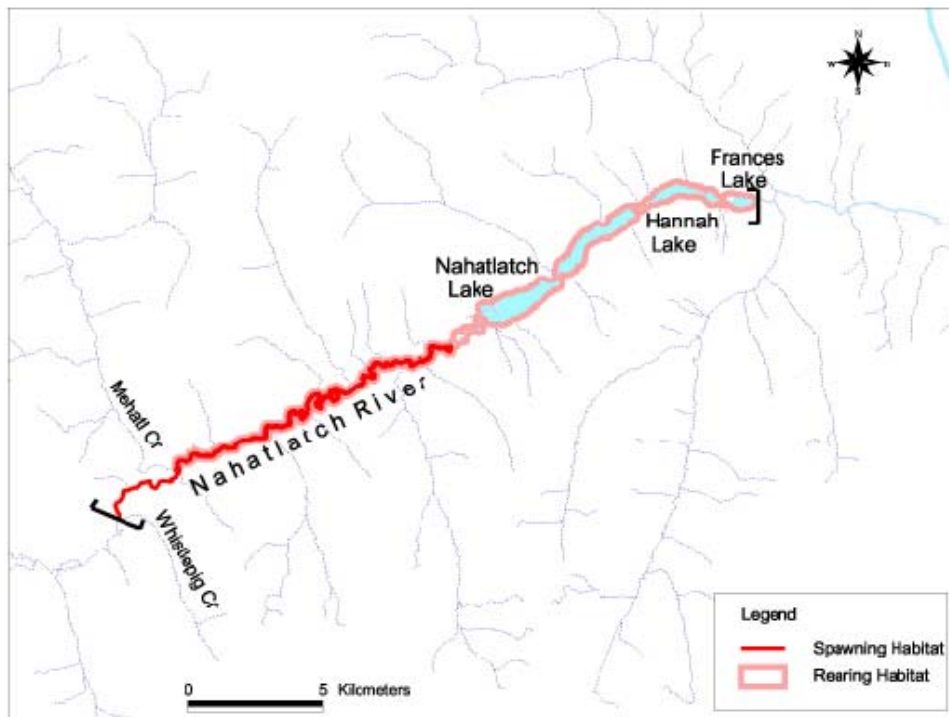 N
W
S
Frances
Lake
Hannah
Lake
Nahatlatch
Lake
Nahatlatch River
Mehatl Cr
Whistlepig Cr
Legend
Spawning Habitat
Rearing Habitat
0 5 Kilometers